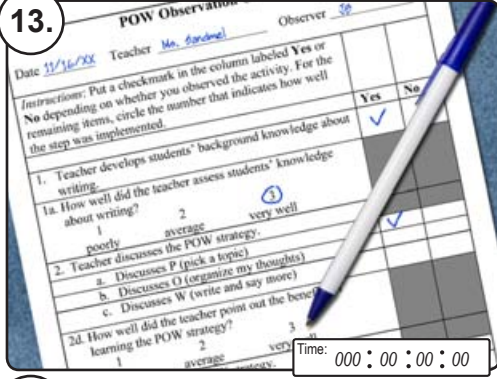 13.
POW Observation
Date 11/16/XX Teacher Ms. Sandmel Observer
Instructions: Put a checkmark in the column labeled Yes or
No depending on whether you observed the activity. For the
remaining items, circle the number that indicates how well
the step was implemented.
Yes No
1. Teacher develops students' background knowledge about
writing.
1a. How well did the teacher assess students' knowledge
about writing?
1 2 3
poorly average very well
2. Teacher discusses the POW strategy.
a. Discusses P (pick a topic)
b. Discusses O (organize my thoughts)
c. Discusses W (write and say more)
2d. How well did the teacher point out the
learning the POW strategy?
1 2 3
average very
Time: 000 : 00 : 00 : 00